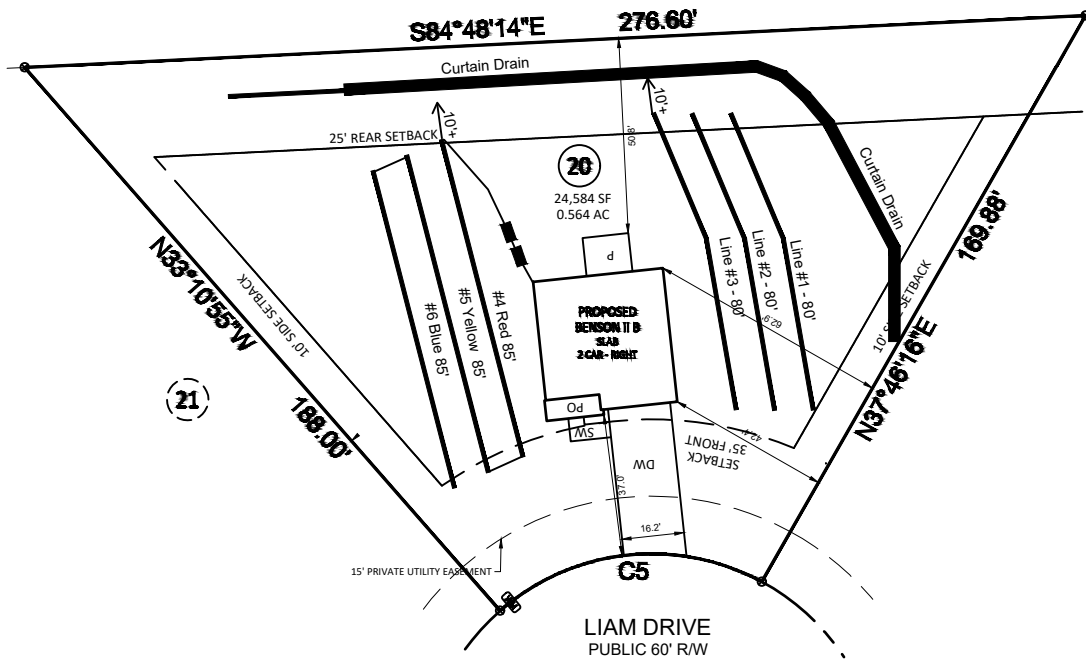 S84°48'14"E 276.60'
Curtain Drain
10'+
10'+
25' REAR SETBACK
50.8'
20
24,584 SF
0.564 AC
Curtain Drain
169.88'
N33°10'55"W
10' SIDE SETBACK
P
Line #3 - 80'
Line #2 - 80'
Line #1 - 80'
#6 Blue 85'
#5 Yellow 85'
#4 Red 85'
PROPOSED
BENSON II B
SLAB
2 CAR - RIGHT
62.9'
10' SETBACK
N37°46'16"E
21
188.00'
PO
SW
DW
42.4'
35' FRONT
SETBACK
37.0'
16.2'
15' PRIVATE UTILITY EASEMENT
C5
LIAM DRIVE
PUBLIC 60' R/W